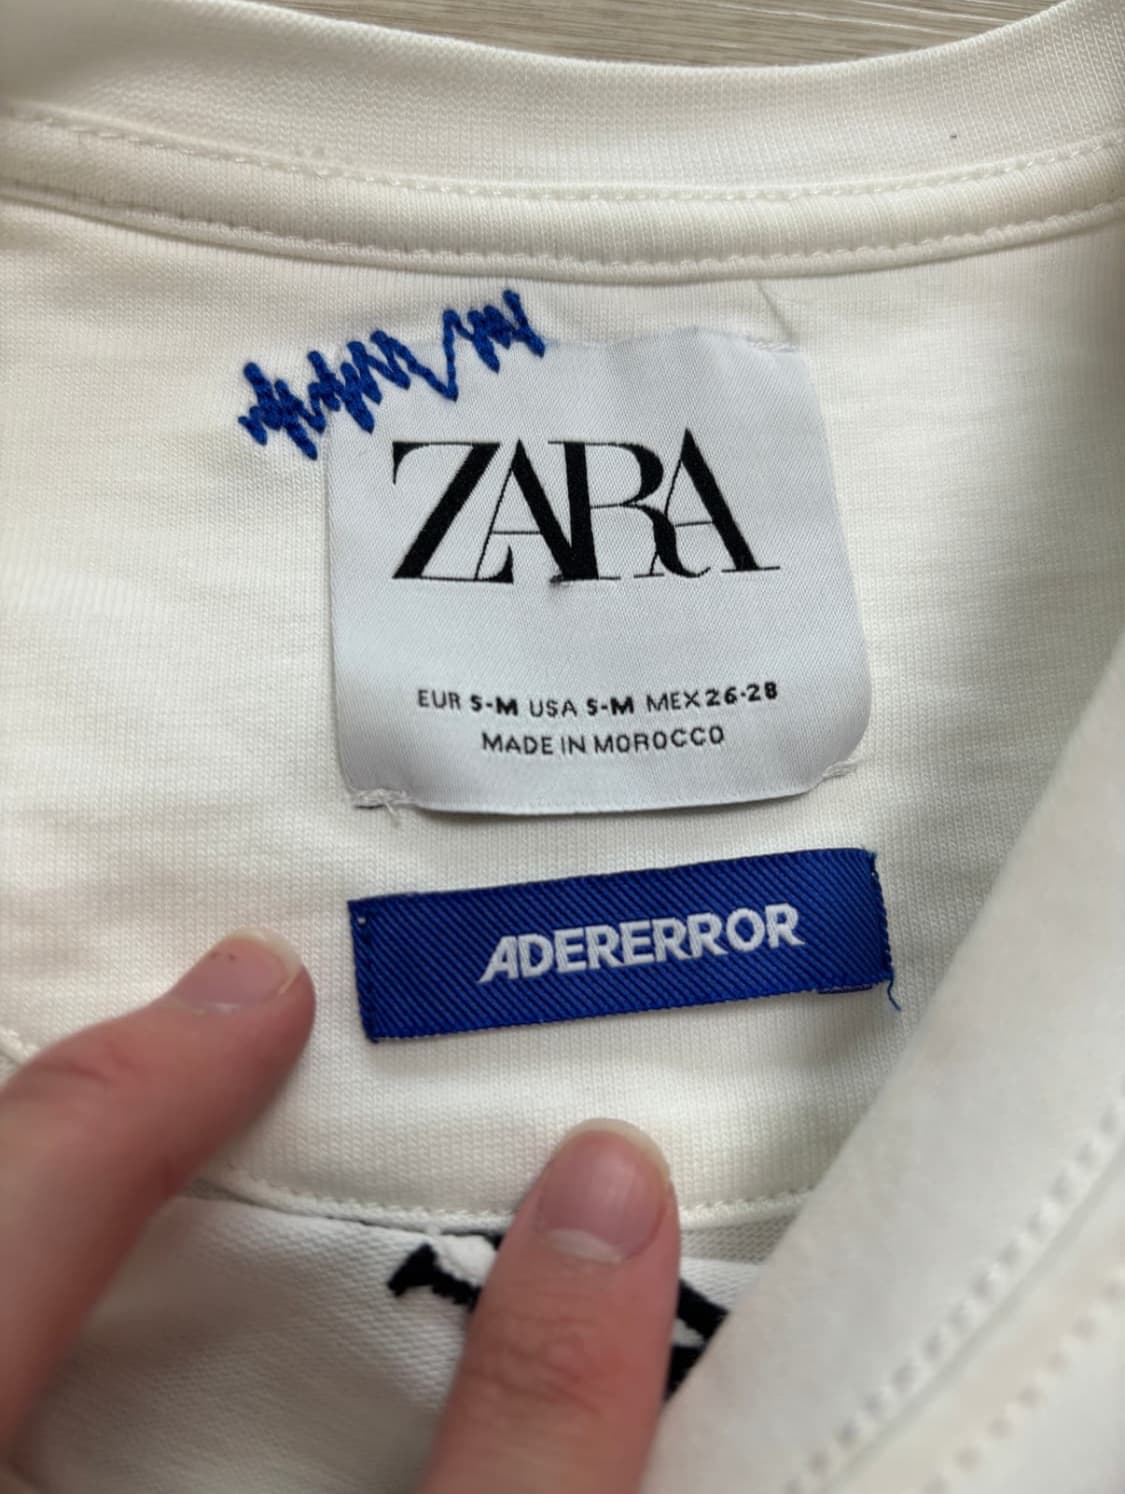 ZARA
EUR S-M USA S-M MEX 26-28
MADE IN MOROCCO
ADERERROR